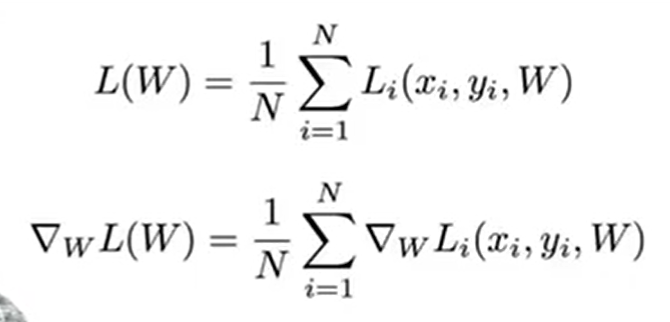 L(W) = \frac{1}{N} \sum_{i=1}^{N} L_i(x_i, y_i, W)
\nabla_W L(W) = \frac{1}{N} \sum_{i=1}^{N} \nabla_W L_i(x_i, y_i, W)